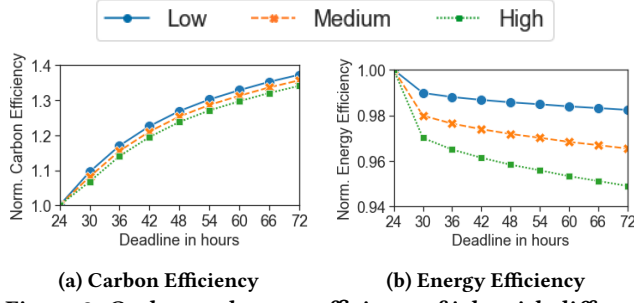 Low Medium High
Norm. Carbon Efficiency
1.4
1.3
1.2
1.1
1.0
24 30 36 42 48 54 60 66 72
Deadline in hours
(a) Carbon Efficiency
Norm. Energy Efficiency
1.00
0.98
0.96
0.94
24 30 36 42 48 54 60 66 72
Deadline in hours
(b) Energy Efficiency